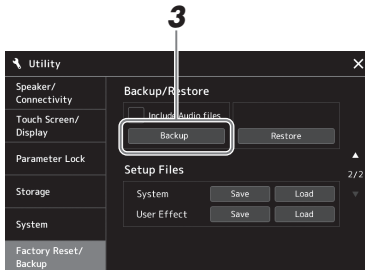 3
Utility
Speaker/
Connectivity
Touch Screen/
Display
Parameter Lock
Storage
System
Factory Reset/
Backup
Backup/Restore
Include Audio files
Backup
Restore
Setup Files
System
Save
Load
User Effect
Save
Load
2/2